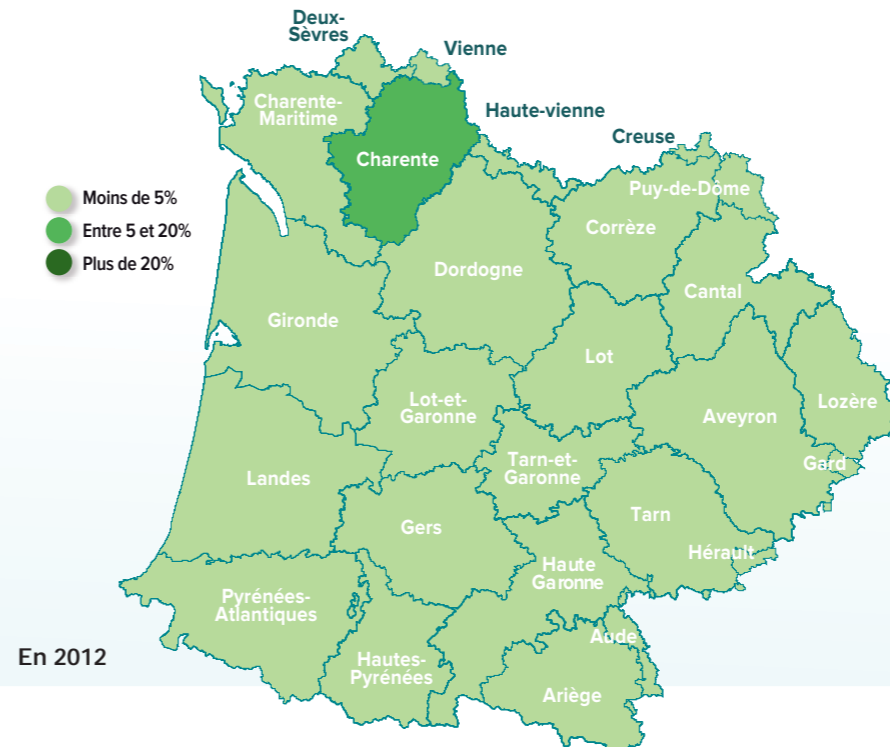 Deux-
Sèvres
Vienne
Charente-
Maritime
Haute-vienne
Creuse
Charente
Puy-de-Dôme
Moins de 5%
Entre 5 et 20%
Plus de 20%
Corrèze
Dordogne
Cantal
Gironde
Lot
Lot-et-
Garonne
Aveyron
Lozère
Tarn-et-
Garonne
Gard
Landes
Tarn
Gers
Hérault
Haute
Garonne
Pyrénées-
Atlantiques
Aude
En 2012
Hautes-
Pyrénées
Ariège